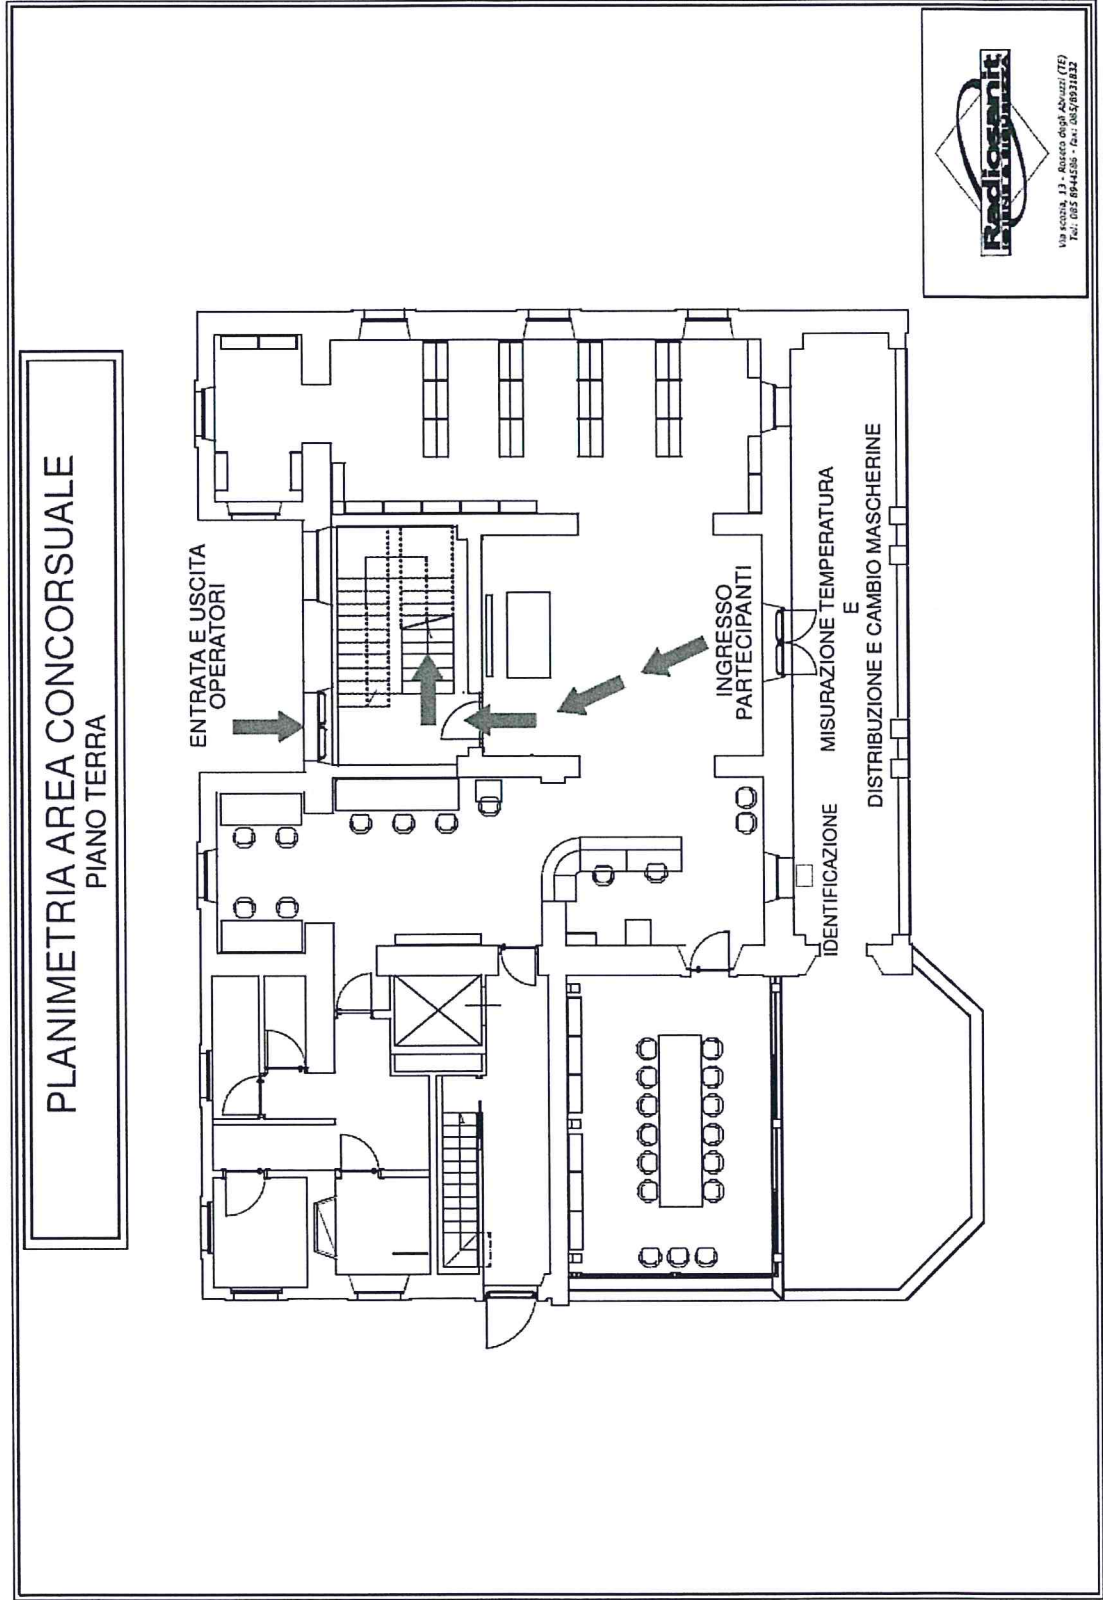 PLANIMETRIA AREA CONCORSUALE
PIANO TERRA
ENTRATA E USCITA
OPERATORI
INGRESSO
PARTECIPANTI
IDENTIFICAZIONE
MISURAZIONE TEMPERATURA
E
DISTRIBUZIONE E CAMBIO MASCHERINE
Radiosanit
Via scozia, 13 - Roseto degli Abruzzi (TE)
Tel: 085 8944586 - fax: 085/8931832